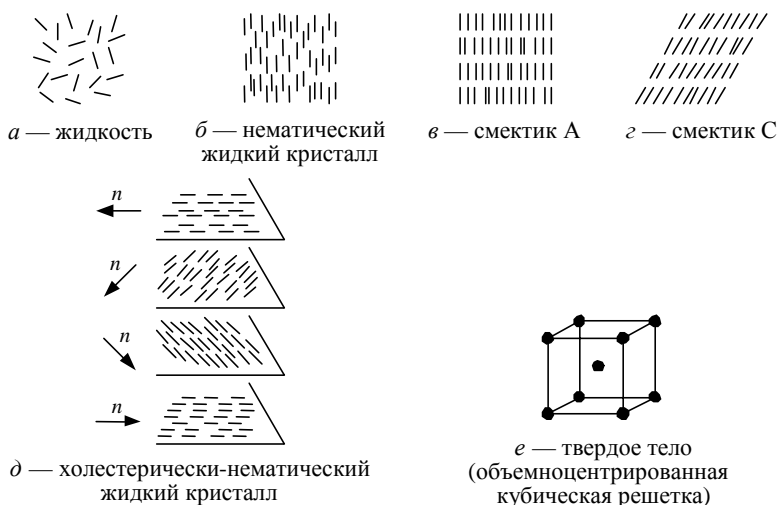 а — жидкость
б — нематический
жидкий кристалл
в — смектик А
г — смектик С
n
n
n
n
д — холестерически-нематический
жидкий кристалл
е — твердое тело
(объемноцентрированная
кубическая решетка)